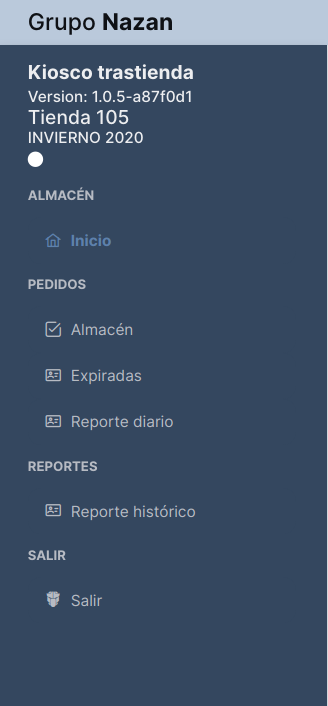 Grupo Nazan
Kiosco trastienda
Version: 1.0.5-a87f0d1
Tienda 105
INVIERNO 2020
ALMACÉN
Inicio
PEDIDOS
Almacén
Expiradas
Reporte diario
REPORTES
Reporte histórico
SALIR
Salir